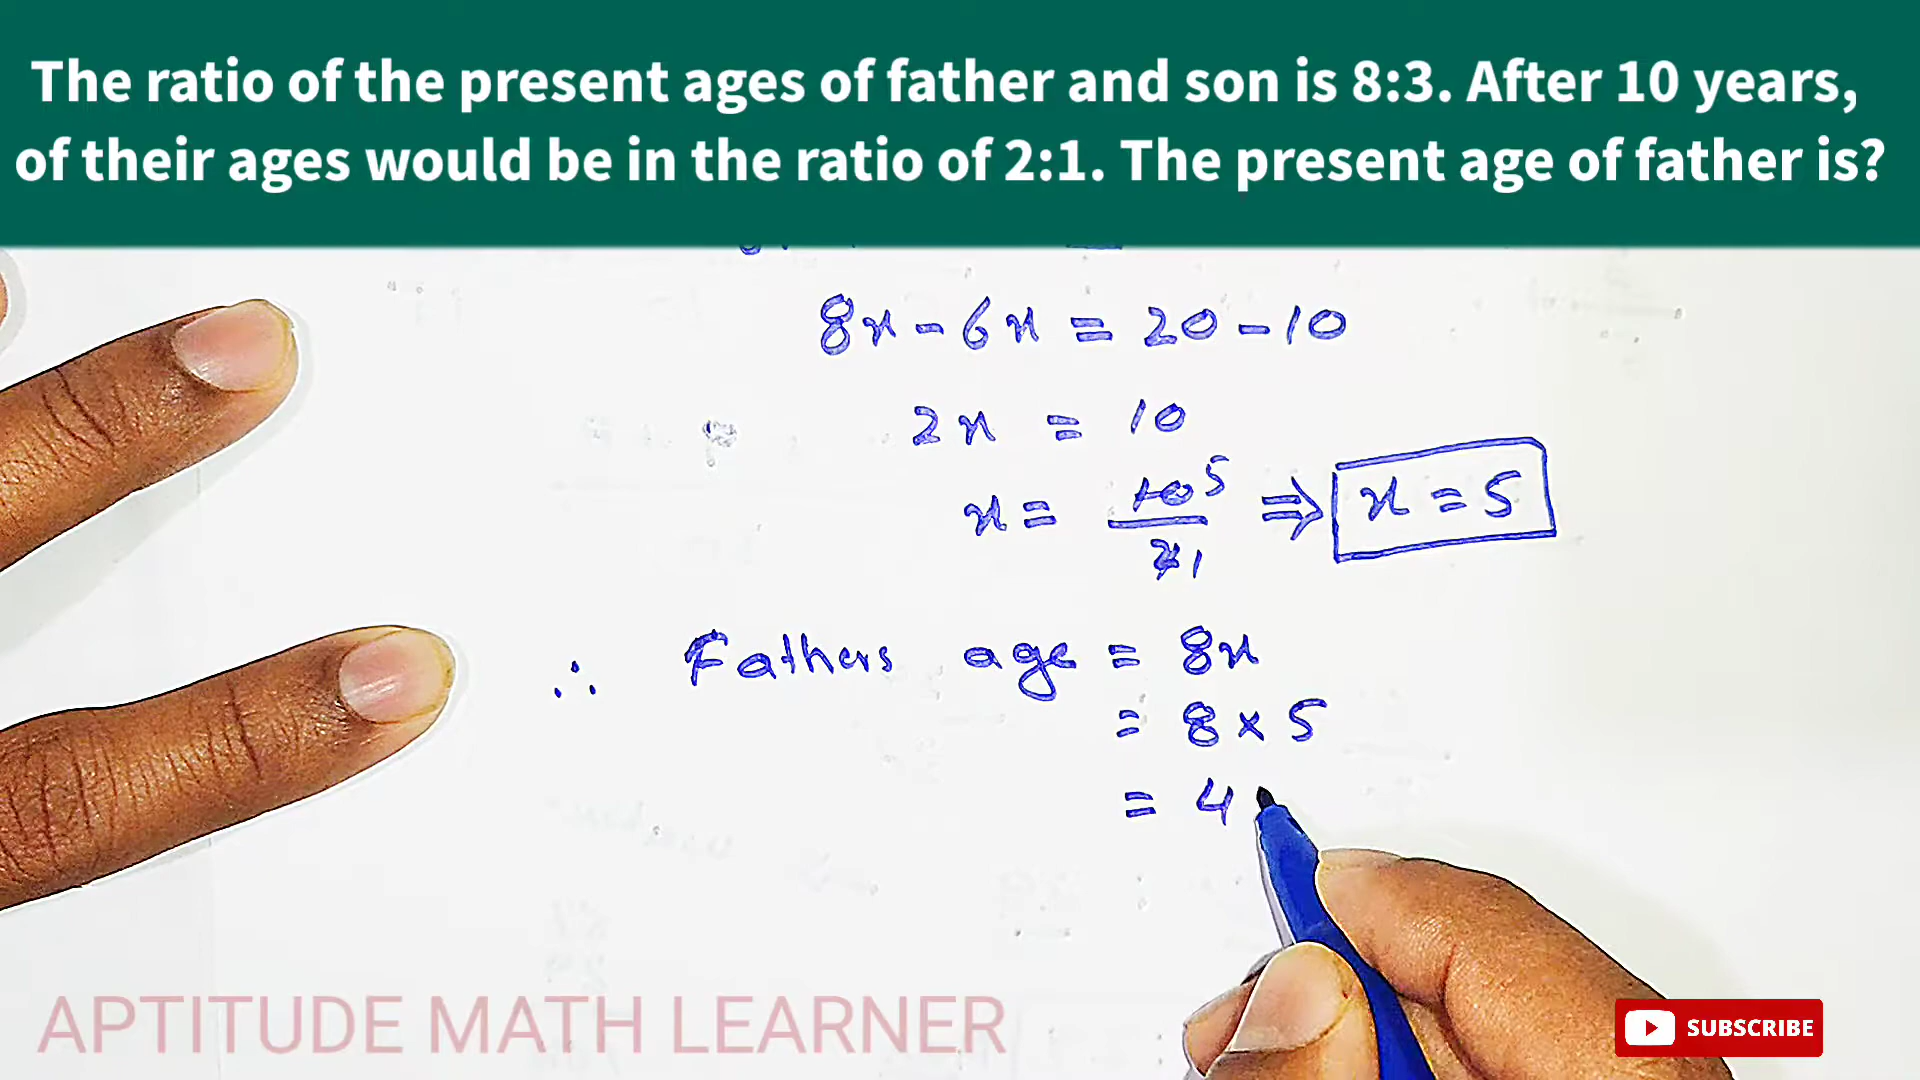 The ratio of the present ages of father and son is 8:3. After 10 years,
of their ages would be in the ratio of 2:1. The present age of father is?
8x - 6x = 20 - 10
2x = 10
x = 10 5 / 2 1 ⇒ x = 5
∴ Fathers age = 8x
= 8 × 5
= 4
APTITUDE MATH LEARNER
SUBSCRIBE